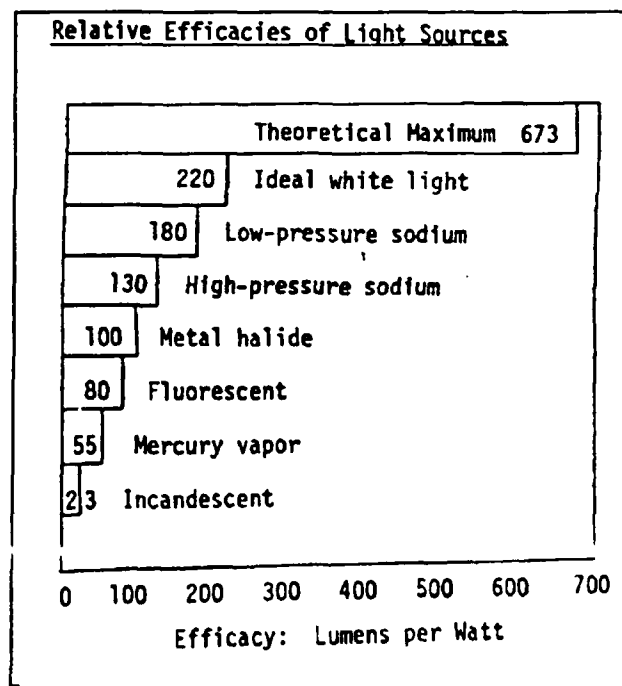 Relative Efficacies of Light Sources
Theoretical Maximum 673
220 Ideal white light
180 Low-pressure sodium
130 High-pressure sodium
100 Metal halide
80 Fluorescent
55 Mercury vapor
23 Incandescent
0 100 200 300 400 500 600 700
Efficacy: Lumens per Watt